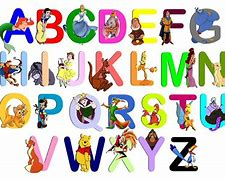 ABCDEFG
HIJKLMN
OPQRSTU
VWXYZ